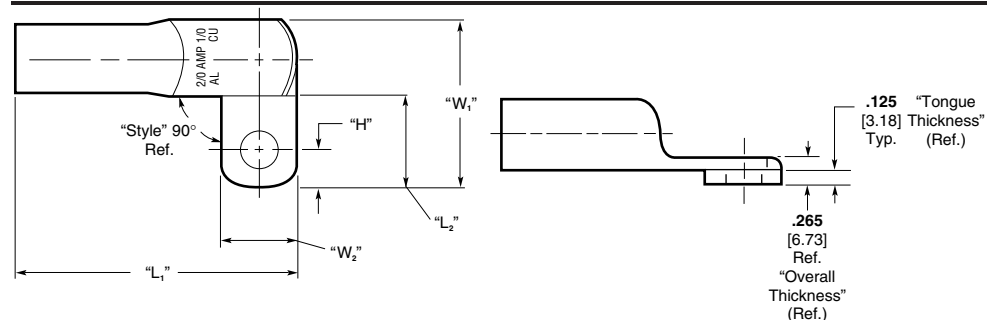 2/0 AMP 1/0
AL CU
“Style” 90°
Ref.
“H”
“W₁”
“L₂”
“W₂”
“L₁”
.125 “Tongue
[3.18] Thickness”
Typ. (Ref.)
.265
[6.73]
Ref.
“Overall
Thickness”
(Ref.)